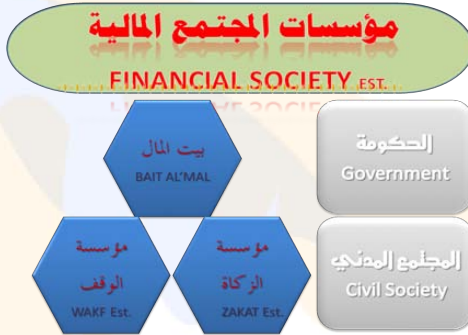 مؤسسات المجتمع المالية
FINANCIAL SOCIETY EST.
بيت المال
BAIT AL'MAL
الحكومة
Government
مؤسسة
الوقف
WAKF Est.
مؤسسة
الزكاة
ZAKAT Est.
المجتمع المدني
Civil Society